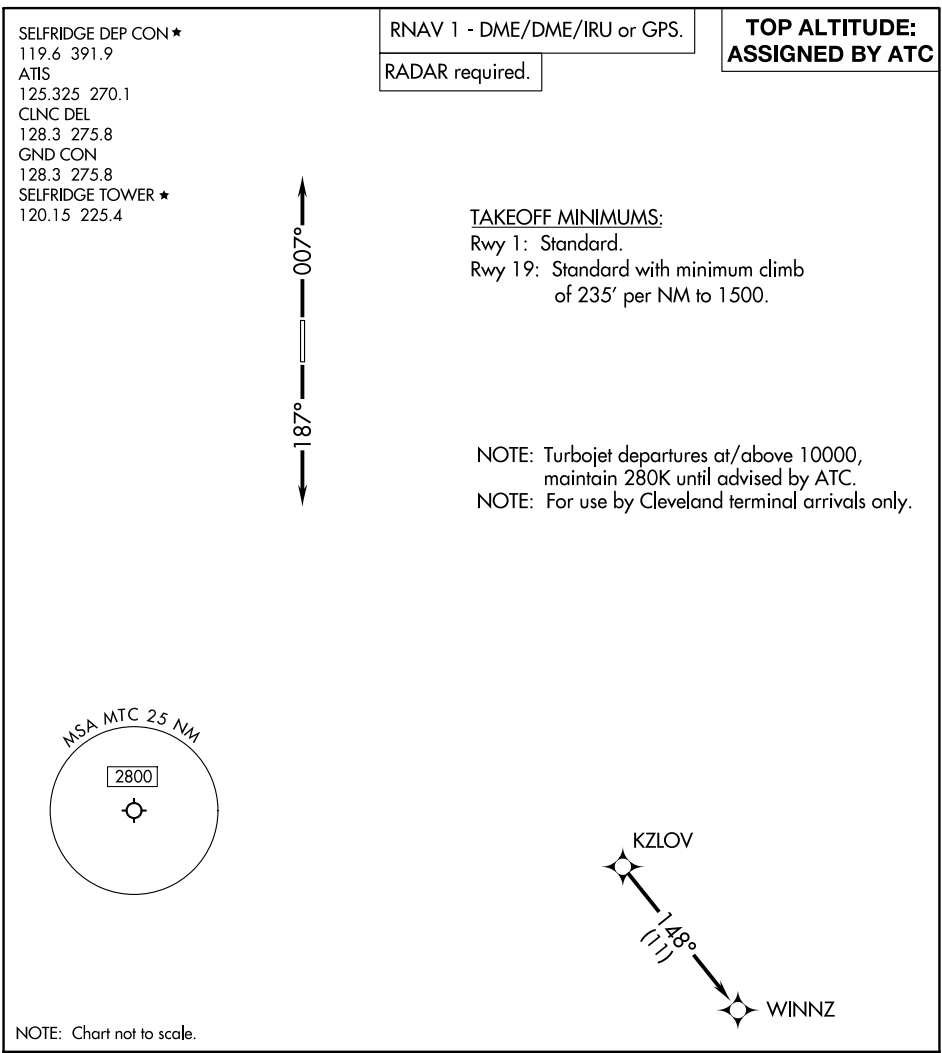 SELFRIDGE DEP CON ★
119.6 391.9
ATIS
125.325 270.1
CLNC DEL
128.3 275.8
GND CON
128.3 275.8
SELFRIDGE TOWER ★
120.15 225.4
RNAV 1 - DME/DME/IRU or GPS.
RADAR required.
TOP ALTITUDE:
ASSIGNED BY ATC
007°
187°
TAKEOFF MINIMUMS:
Rwy 1: Standard.
Rwy 19: Standard with minimum climb
of 235' per NM to 1500.
NOTE: Turbojet departures at/above 10000,
maintain 280K until advised by ATC.
NOTE: For use by Cleveland terminal arrivals only.
MSA MTC 25 NM
2800
KZLOV
148°
(11)
WINNZ
NOTE: Chart not to scale.